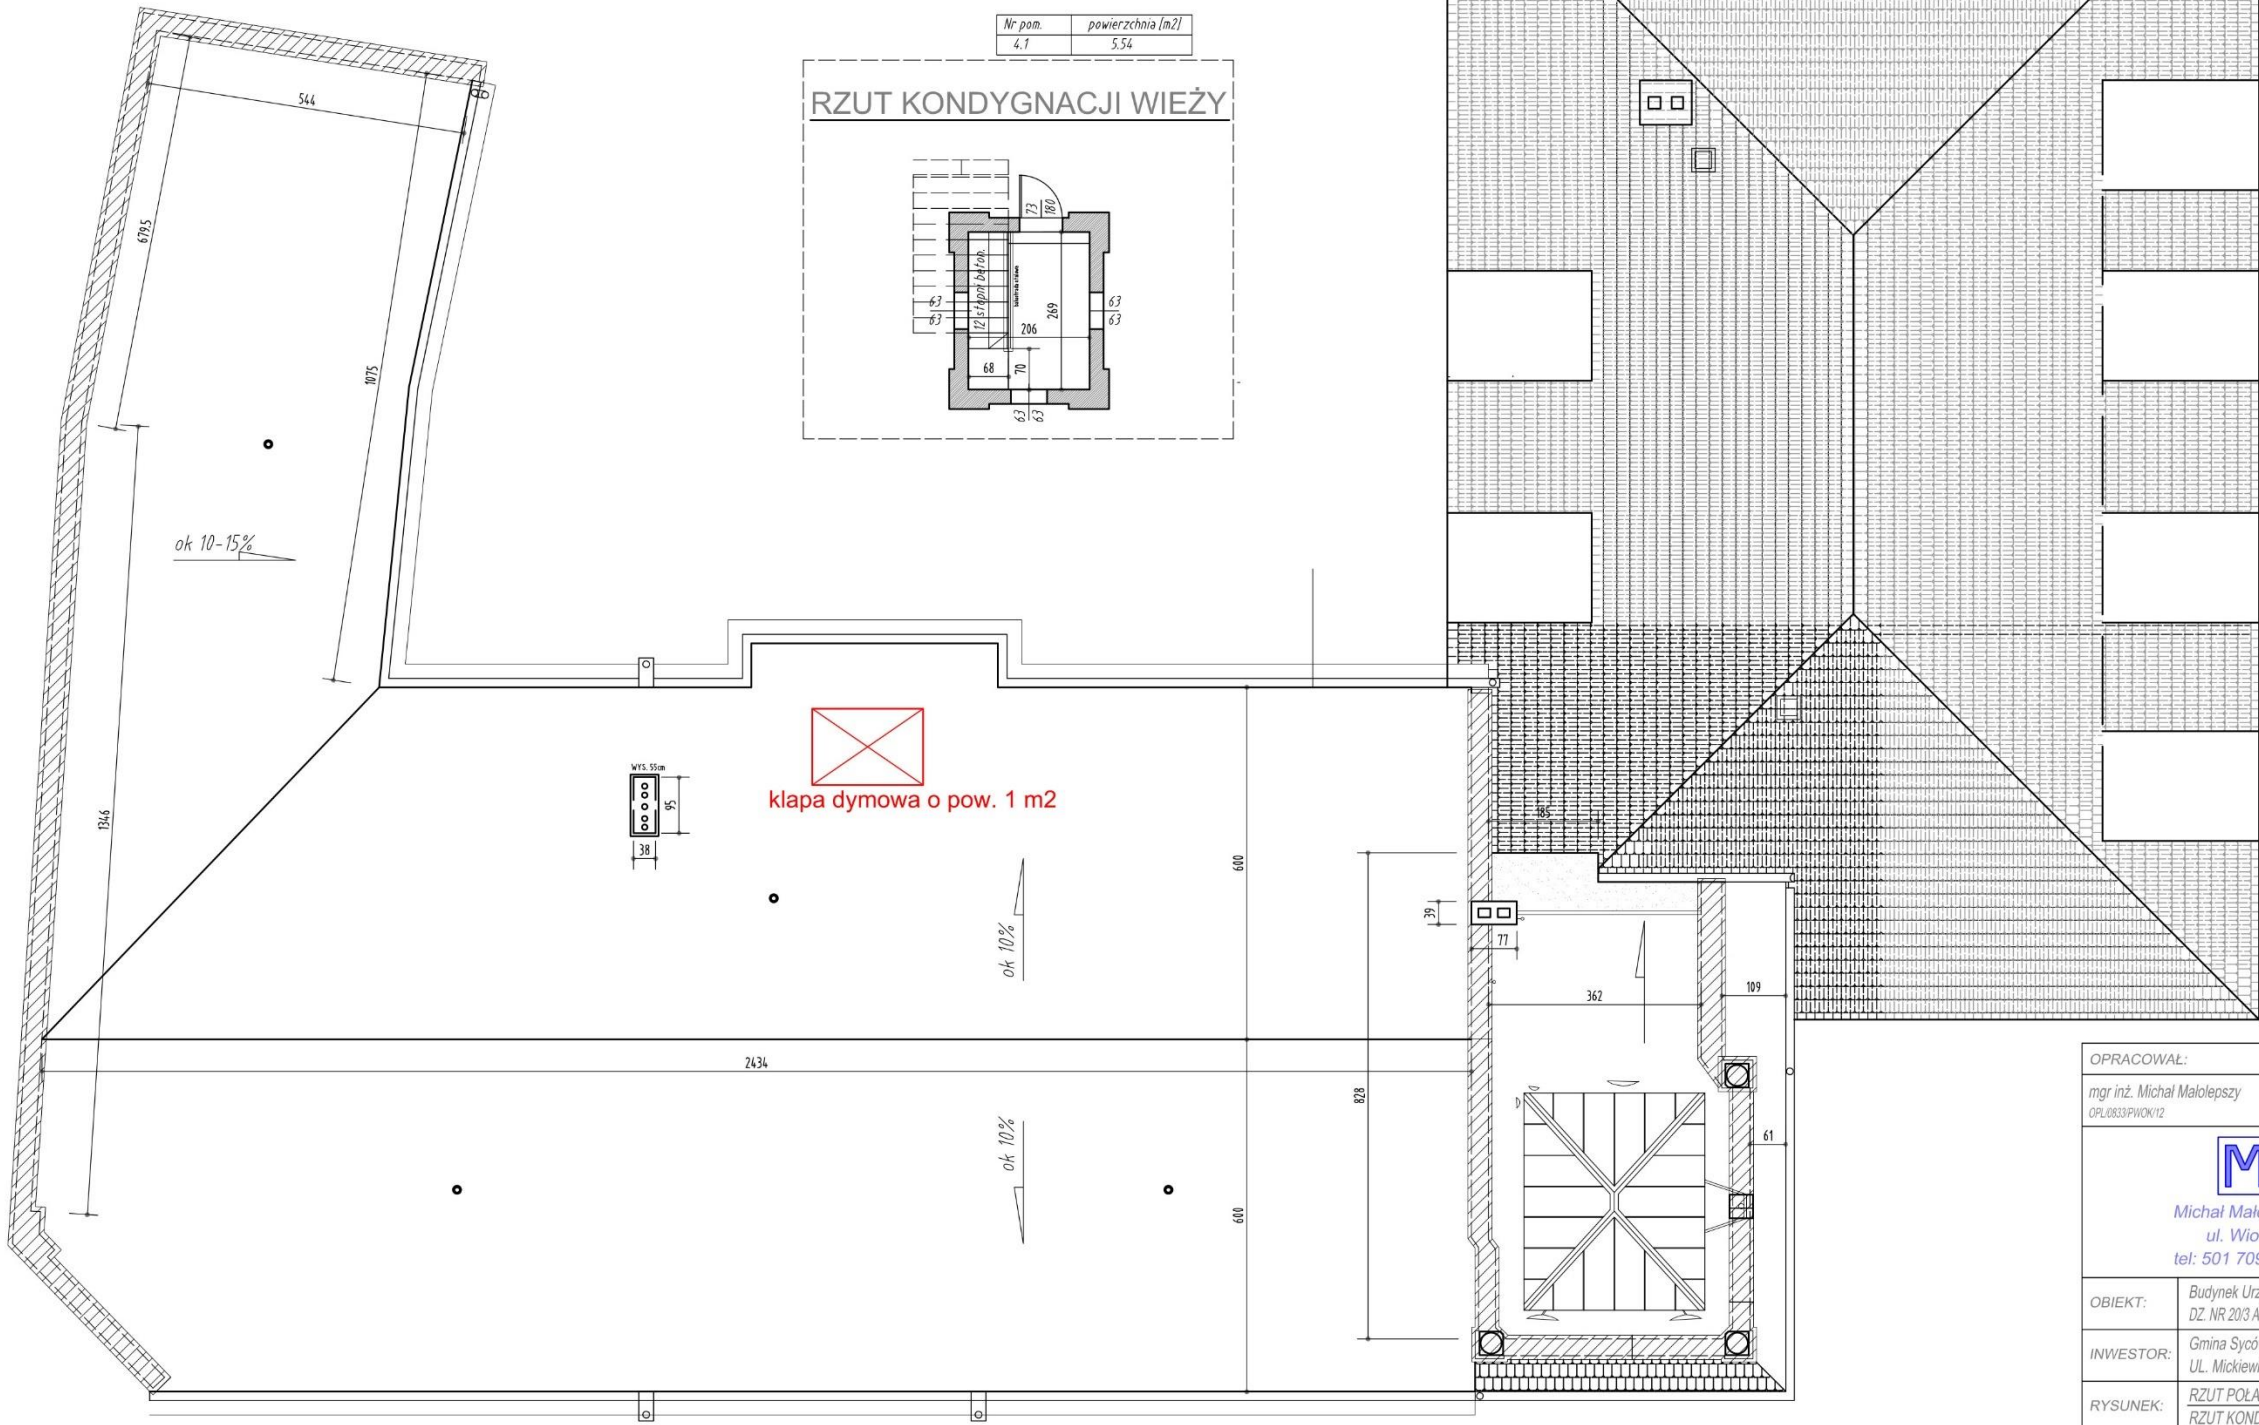 Nr pom. powierzchnia [m2]
4.1 5.54
RZUT KONDYGNACJI WIEŻY
544
679.5
1075
73
180
12 stopni beton.
63
63
63
63
206
269
68
70
63
63
ok 10-15%
1346
WYS. 55cm
95
38
klapa dymowa o pow. 1 m2
600
185
39
77
ok 10%
362
109
2434
828
ok 10%
600
61
OPRACOWAŁ:
mgr inż. Michał Małolepszy
OPL/0833/PWOK/12
M
Michał Mał
ul. Wio
tel: 501 709
OBIEKT: Budynek Urz
DZ. NR 20/3 A
INWESTOR: Gmina Sycó
UL. Mickiew
RYSUNEK: RZUT POŁA
RZUT KOND